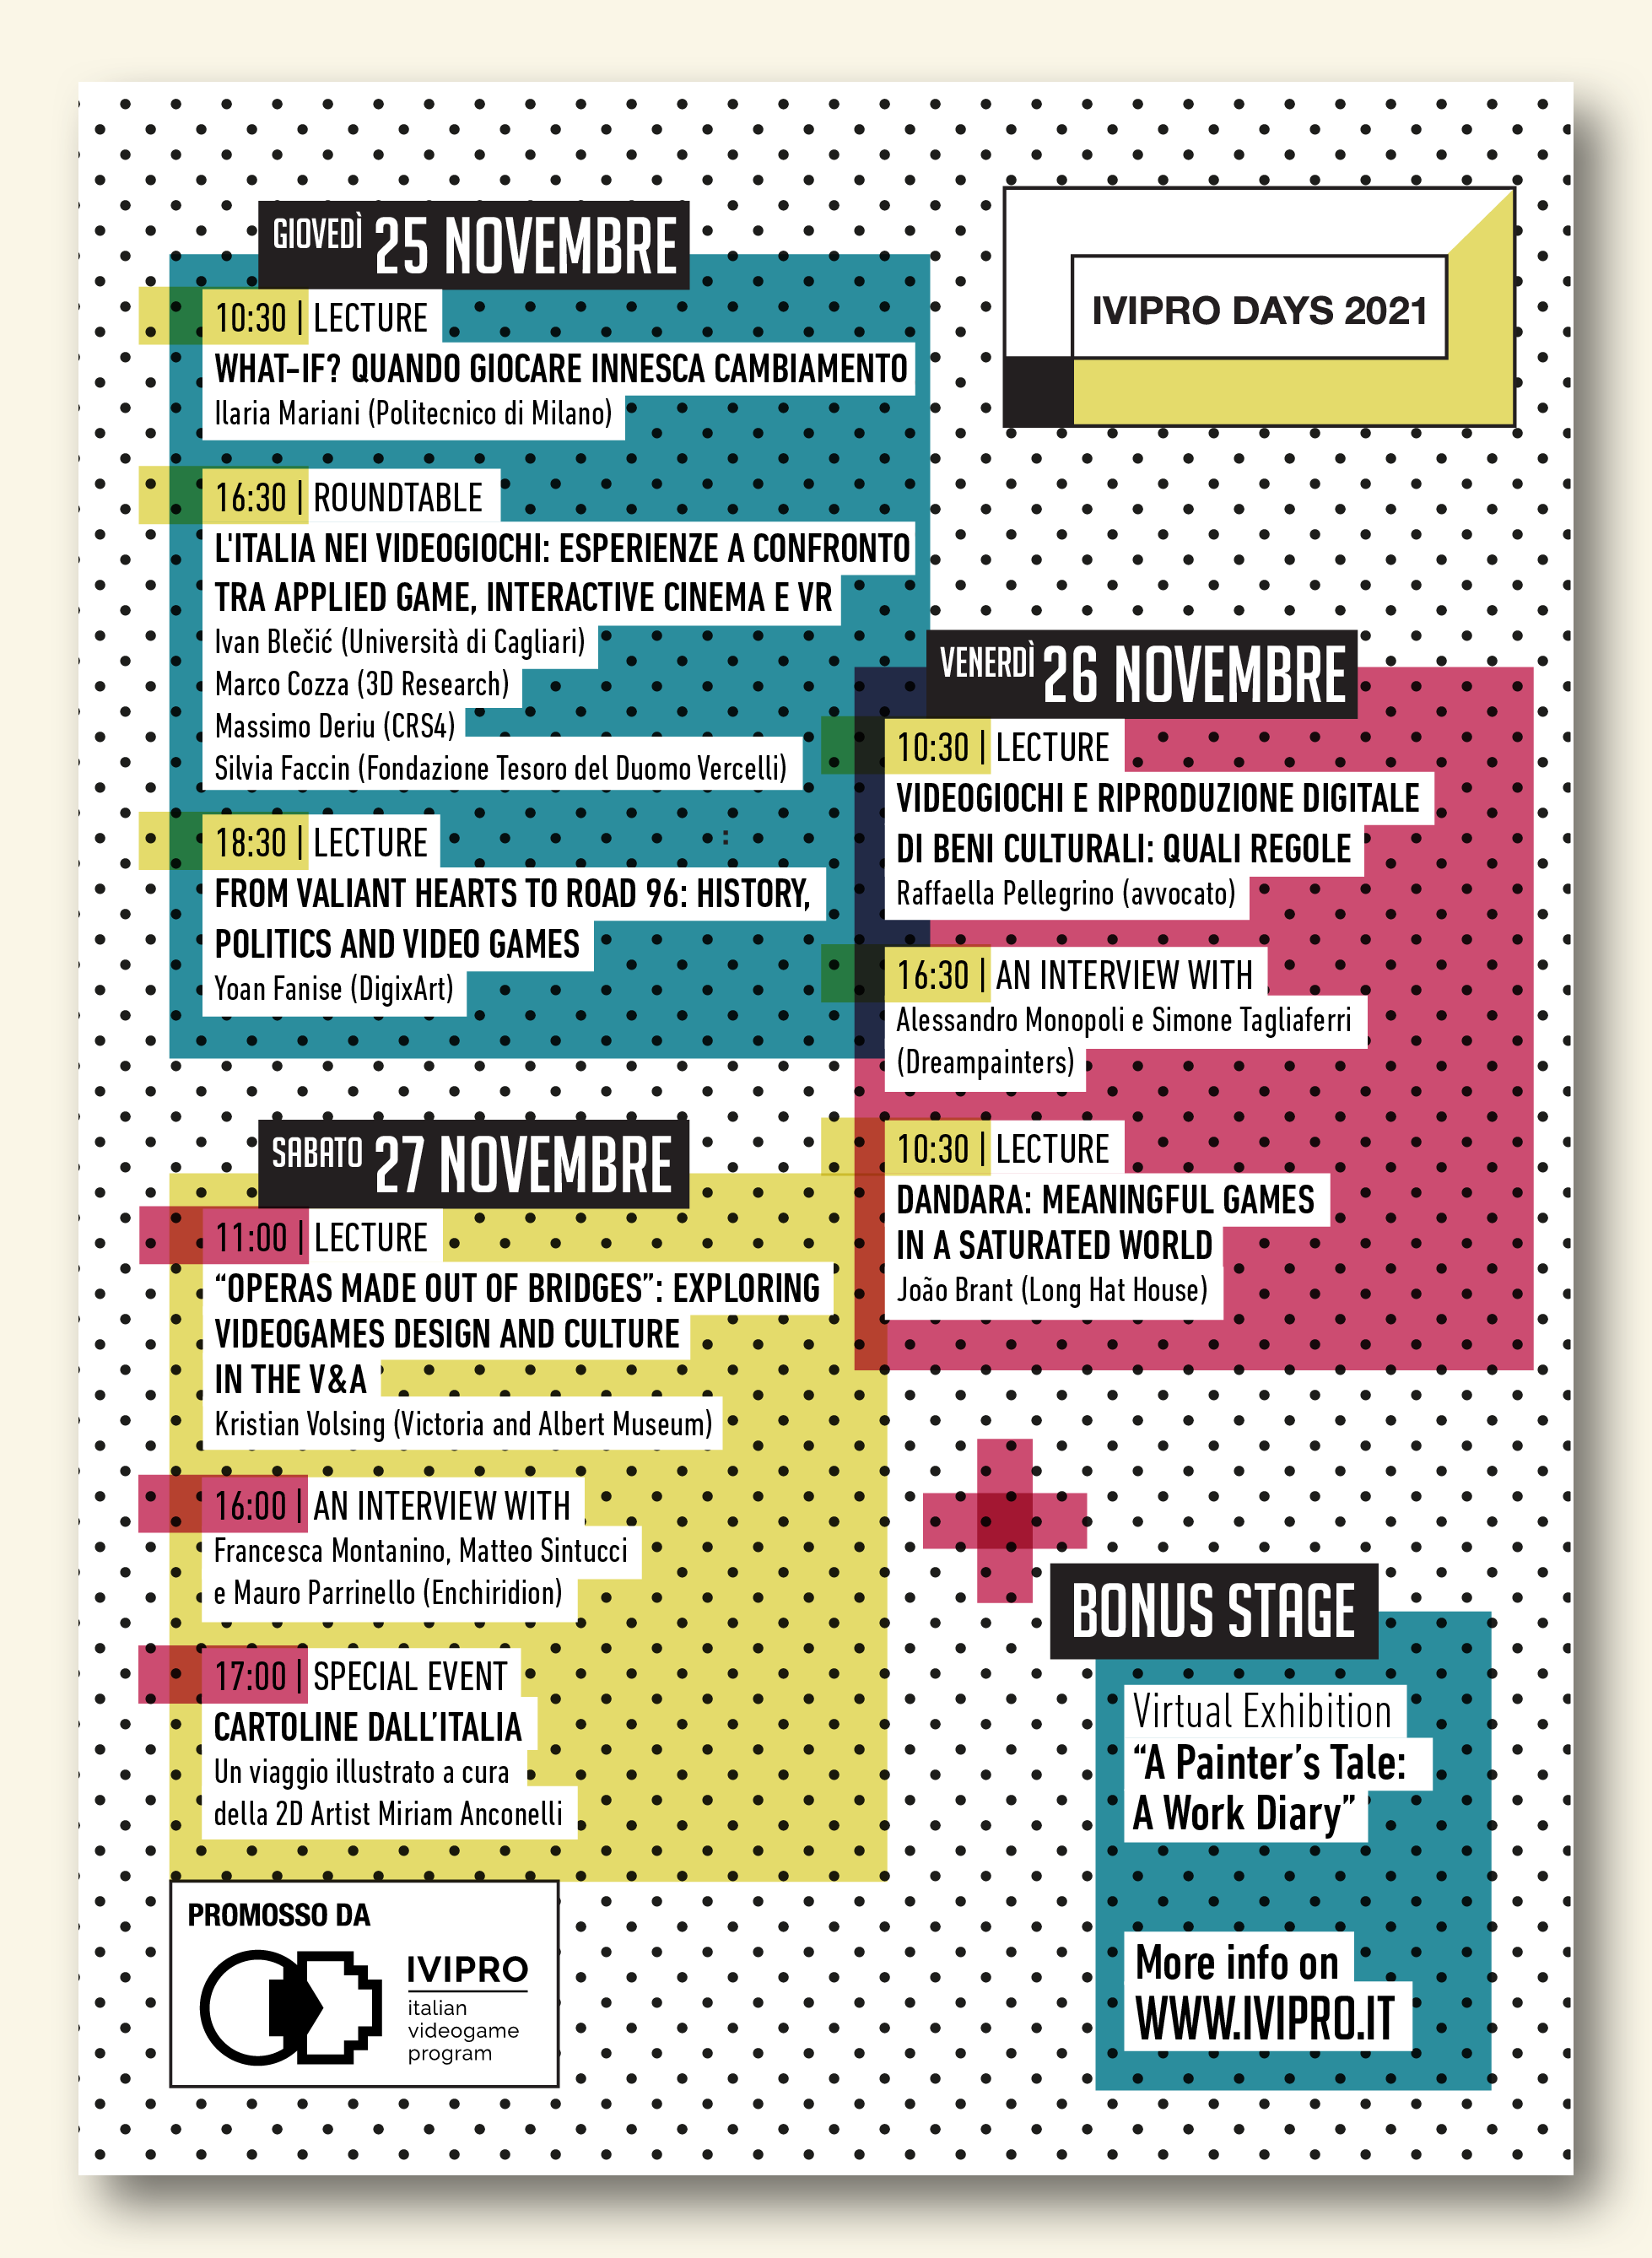 IVIPRO DAYS 2021
GIOVEDÌ 25 NOVEMBRE
10:30 | LECTURE
WHAT-IF? QUANDO GIOCARE INNESCA CAMBIAMENTO
Ilaria Mariani (Politecnico di Milano)
16:30 | ROUNDTABLE
L'ITALIA NEI VIDEOGIOCHI: ESPERIENZE A CONFRONTO
TRA APPLIED GAME, INTERACTIVE CINEMA E VR
Ivan Blečić (Università di Cagliari)
Marco Cozza (3D Research)
Massimo Deriu (CRS4)
Silvia Faccin (Fondazione Tesoro del Duomo Vercelli)
18:30 | LECTURE
FROM VALIANT HEARTS TO ROAD 96: HISTORY,
POLITICS AND VIDEO GAMES
Yoan Fanise (DigixArt)
VENERDÌ 26 NOVEMBRE
10:30 | LECTURE
VIDEOGIOCHI E RIPRODUZIONE DIGITALE
DI BENI CULTURALI: QUALI REGOLE
Raffaella Pellegrino (avvocato)
16:30 | AN INTERVIEW WITH
Alessandro Monopoli e Simone Tagliaferri
(Dreampainters)
10:30 | LECTURE
DANDARA: MEANINGFUL GAMES
IN A SATURATED WORLD
João Brant (Long Hat House)
SABATO 27 NOVEMBRE
11:00 | LECTURE
“OPERAS MADE OUT OF BRIDGES”: EXPLORING
VIDEOGAMES DESIGN AND CULTURE
IN THE V&A
Kristian Volsing (Victoria and Albert Museum)
16:00 | AN INTERVIEW WITH
Francesca Montanino, Matteo Sintucci
e Mauro Parrinello (Enchiridion)
17:00 | SPECIAL EVENT
CARTOLINE DALL’ITALIA
Un viaggio illustrato a cura
della 2D Artist Miriam Anconelli
BONUS STAGE
Virtual Exhibition
“A Painter’s Tale:
A Work Diary”
More info on
WWW.IVIPRO.IT
PROMOSSO DA
IVIPRO
italian
videogame
program